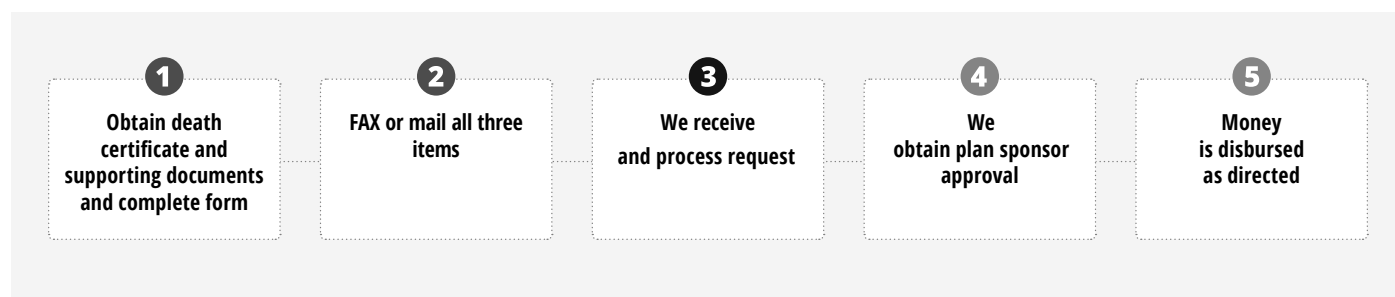 1
Obtain death
certificate and
supporting documents
and complete form
2
FAX or mail all three
items
3
We receive
and process request
4
We
obtain plan sponsor
approval
5
Money
is disbursed
as directed